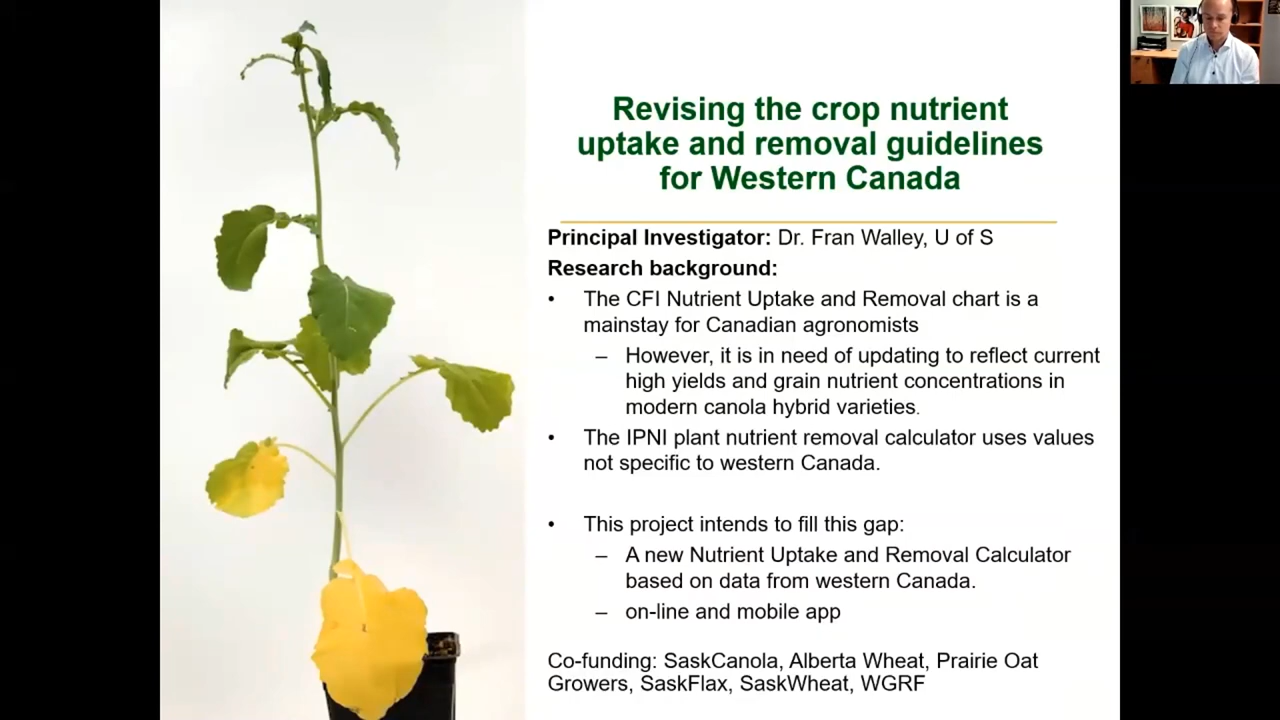 Revising the crop nutrient
uptake and removal guidelines
for Western Canada
Principal Investigator: Dr. Fran Walley, U of S
Research background:
• The CFI Nutrient Uptake and Removal chart is a
mainstay for Canadian agronomists
– However, it is in need of updating to reflect current
high yields and grain nutrient concentrations in
modern canola hybrid varieties.
• The IPNI plant nutrient removal calculator uses values
not specific to western Canada.
• This project intends to fill this gap:
– A new Nutrient Uptake and Removal Calculator
based on data from western Canada.
– on-line and mobile app
Co-funding: SaskCanola, Alberta Wheat, Prairie Oat
Growers, SaskFlax, SaskWheat, WGRF